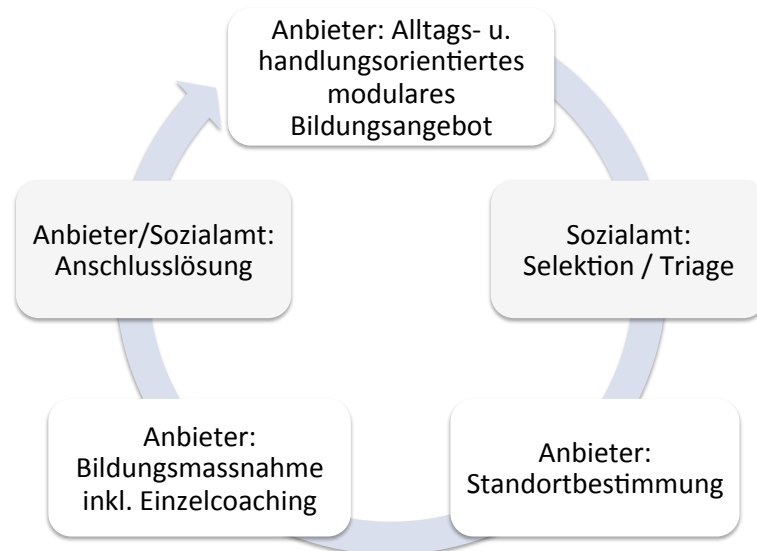 Anbieter: Alltags- u.
handlungsorientiertes
modulares
Bildungsangebot
Sozialamt:
Selektion / Triage
Anbieter:
Standortbestimmung
Anbieter:
Bildungsmassnahme
inkl. Einzelcoaching
Anbieter/Sozialamt:
Anschlusslösung